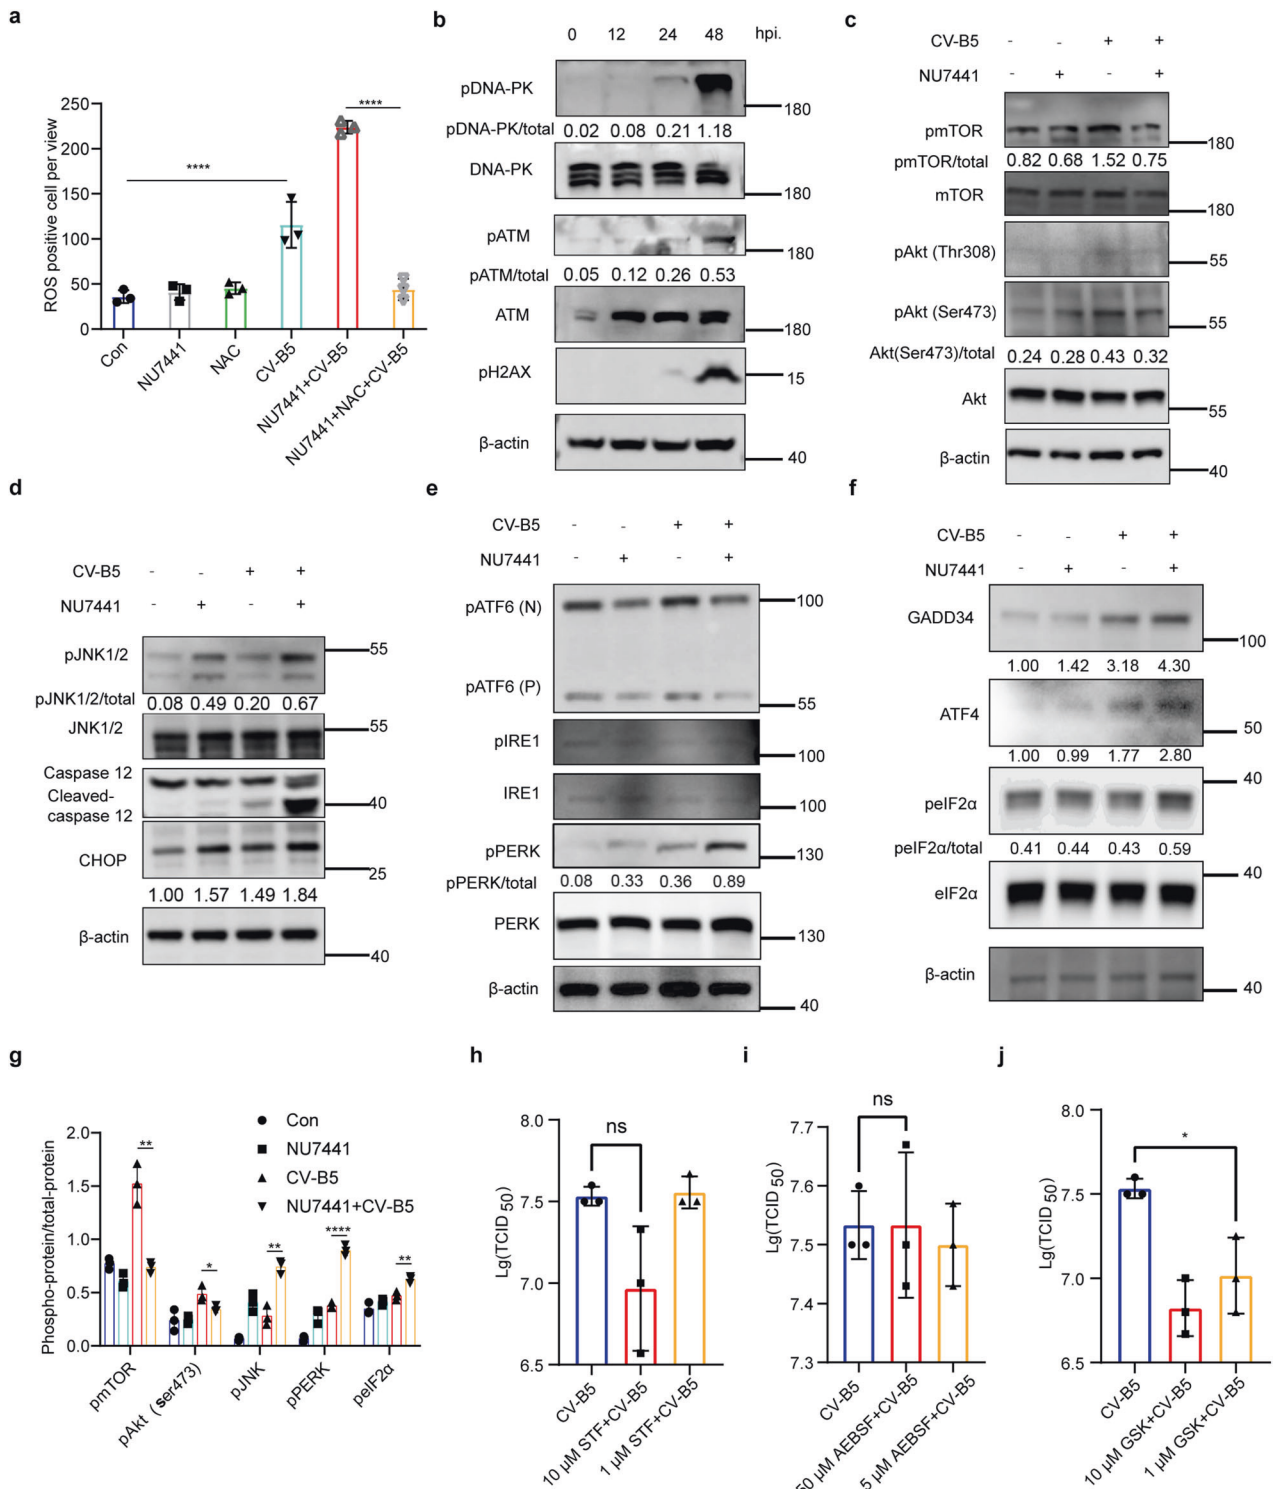 a
ROS positive cell per view
250
200
150
100
50
0
****
****
Con
NU7441
NAC
CV-B5
NU7441+CV-B5
NU7441+NAC+CV-B5
b
0 12 24 48 hpi.
pDNA-PK
180
pDNA-PK/total 0.02 0.08 0.21 1.18
DNA-PK
180
pATM
180
pATM/total 0.05 0.12 0.26 0.53
ATM
180
pH2AX
15
β-actin
40
c
CV-B5 - - + +
NU7441 - + - +
pmTOR
180
pmTOR/total 0.82 0.68 1.52 0.75
mTOR
180
pAkt (Thr308)
55
pAkt (Ser473)
55
Akt(Ser473)/total 0.24 0.28 0.43 0.32
Akt
55
β-actin
40
d
CV-B5 - - + +
NU7441 - + - +
pJNK1/2
55
pJNK1/2/total 0.08 0.49 0.20 0.67
JNK1/2
55
Caspase 12
Cleaved-
caspase 12
40
CHOP
25
1.00 1.57 1.49 1.84
β-actin
40
e
CV-B5 - - + +
NU7441 - + - +
pATF6 (N)
100
pATF6 (P)
55
pIRE1
100
IRE1
100
pPERK
130
pPERK/total 0.08 0.33 0.36 0.89
PERK
130
β-actin
40
f
CV-B5 - - + +
NU7441 - + - +
GADD34
100
1.00 1.42 3.18 4.30
ATF4
50
1.00 0.99 1.77 2.80
40
peIF2α
peIF2α/total 0.41 0.44 0.43 0.59
40
eIF2α
β-actin
40
g
Phospho-protein/total-protein
2.0
1.5
1.0
0.5
0.0
Con
NU7441
CV-B5
NU7441+CV-B5
**
*
**
****
**
pmTOR
pAkt (ser473)
pJNK
pPERK
peIF2α
h
Lg(TCID50)
8.0
7.5
7.0
6.5
ns
CV-B5
10 μM STF+CV-B5
1 μM STF+CV-B5
i
Lg(TCID50)
7.7
7.6
7.5
7.4
7.3
ns
CV-B5
50 μM AEBSF+CV-B5
5 μM AEBSF+CV-B5
j
Lg(TCID50)
8.0
7.5
7.0
6.5
*
CV-B5
10 μM GSK+CV-B5
1 μM GSK+CV-B5